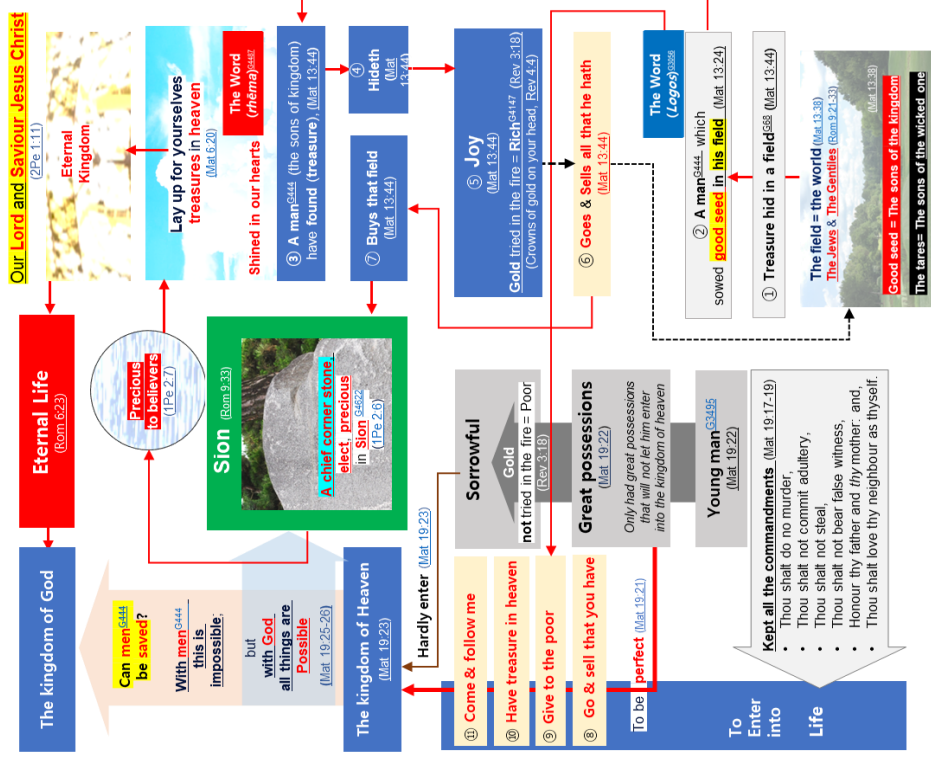 Our Lord and Saviour Jesus Christ
(2Pe 1:11)
Eternal
Kingdom
Lay up for yourselves
treasures in heaven
(Mat 6:20)
The Word
(rhēma)G4487
Shined in our hearts
③ A manG444 (the sons of kingdom)
have found (treasure), (Mat 13:44)
④
Hideth
(Mat
13:44)
⑦ Buys that field
(Mat 13:44)
⑤ Joy
(Mat 13:44)
Gold tried in the fire = RichG4147 (Rev 3:18)
(Crowns of gold on your head; Rev 4.4)
⑥ Goes & Sells all that he hath
(Mat 13:44)
The Word
(Logos)G3056
② A manG444 which
sowed good seed in his field (Mat 13:24)
① Treasure hid in a fieldG68 (Mat 13:44)
The field = the world (Mat 13.38)
The Jews & The Gentiles (Rom 9:21-33)
Good seed = The sons of the kingdom
The tares= The sons of the wicked one
(Mat 13.38)
Eternal Life
(Rom 6:23)
Precious
to believers
(1Pe 2:7)
Sion (Rom 9:33)
A chief corner stone,
elect, precious
in Sion G4622
(1Pe 2:6)
Sorrowful
Gold
not tried in the fire = Poor
(Rev 3:18)
Great possessions
(Mat 19:22)
Only had great possessions
that will not let him enter
into the kingdom of heaven
Young manG3495
(Mat 19:22)
Kept all the commandments (Mat 19:17-19)
• Thou shalt do no murder,
• Thou shalt not commit adultery,
• Thou shalt not steal,
• Thou shalt not bear false witness,
• Honour thy father and thy mother: and,
• Thou shalt love thy neighbour as thyself.
The kingdom of God
Can menG444
be saved?
With menG444
this is
impossible;
but
with God
all things are
Possible
(Mat 19:25-26)
The kingdom of Heaven
(Mat 19:23)
Hardly enter (Mat 19:23)
⑪ Come & follow me
⑩ Have treasure in heaven
⑨ Give to the poor
⑧ Go & sell that you have
To be perfect (Mat 19.21)
To
Enter
into
Life